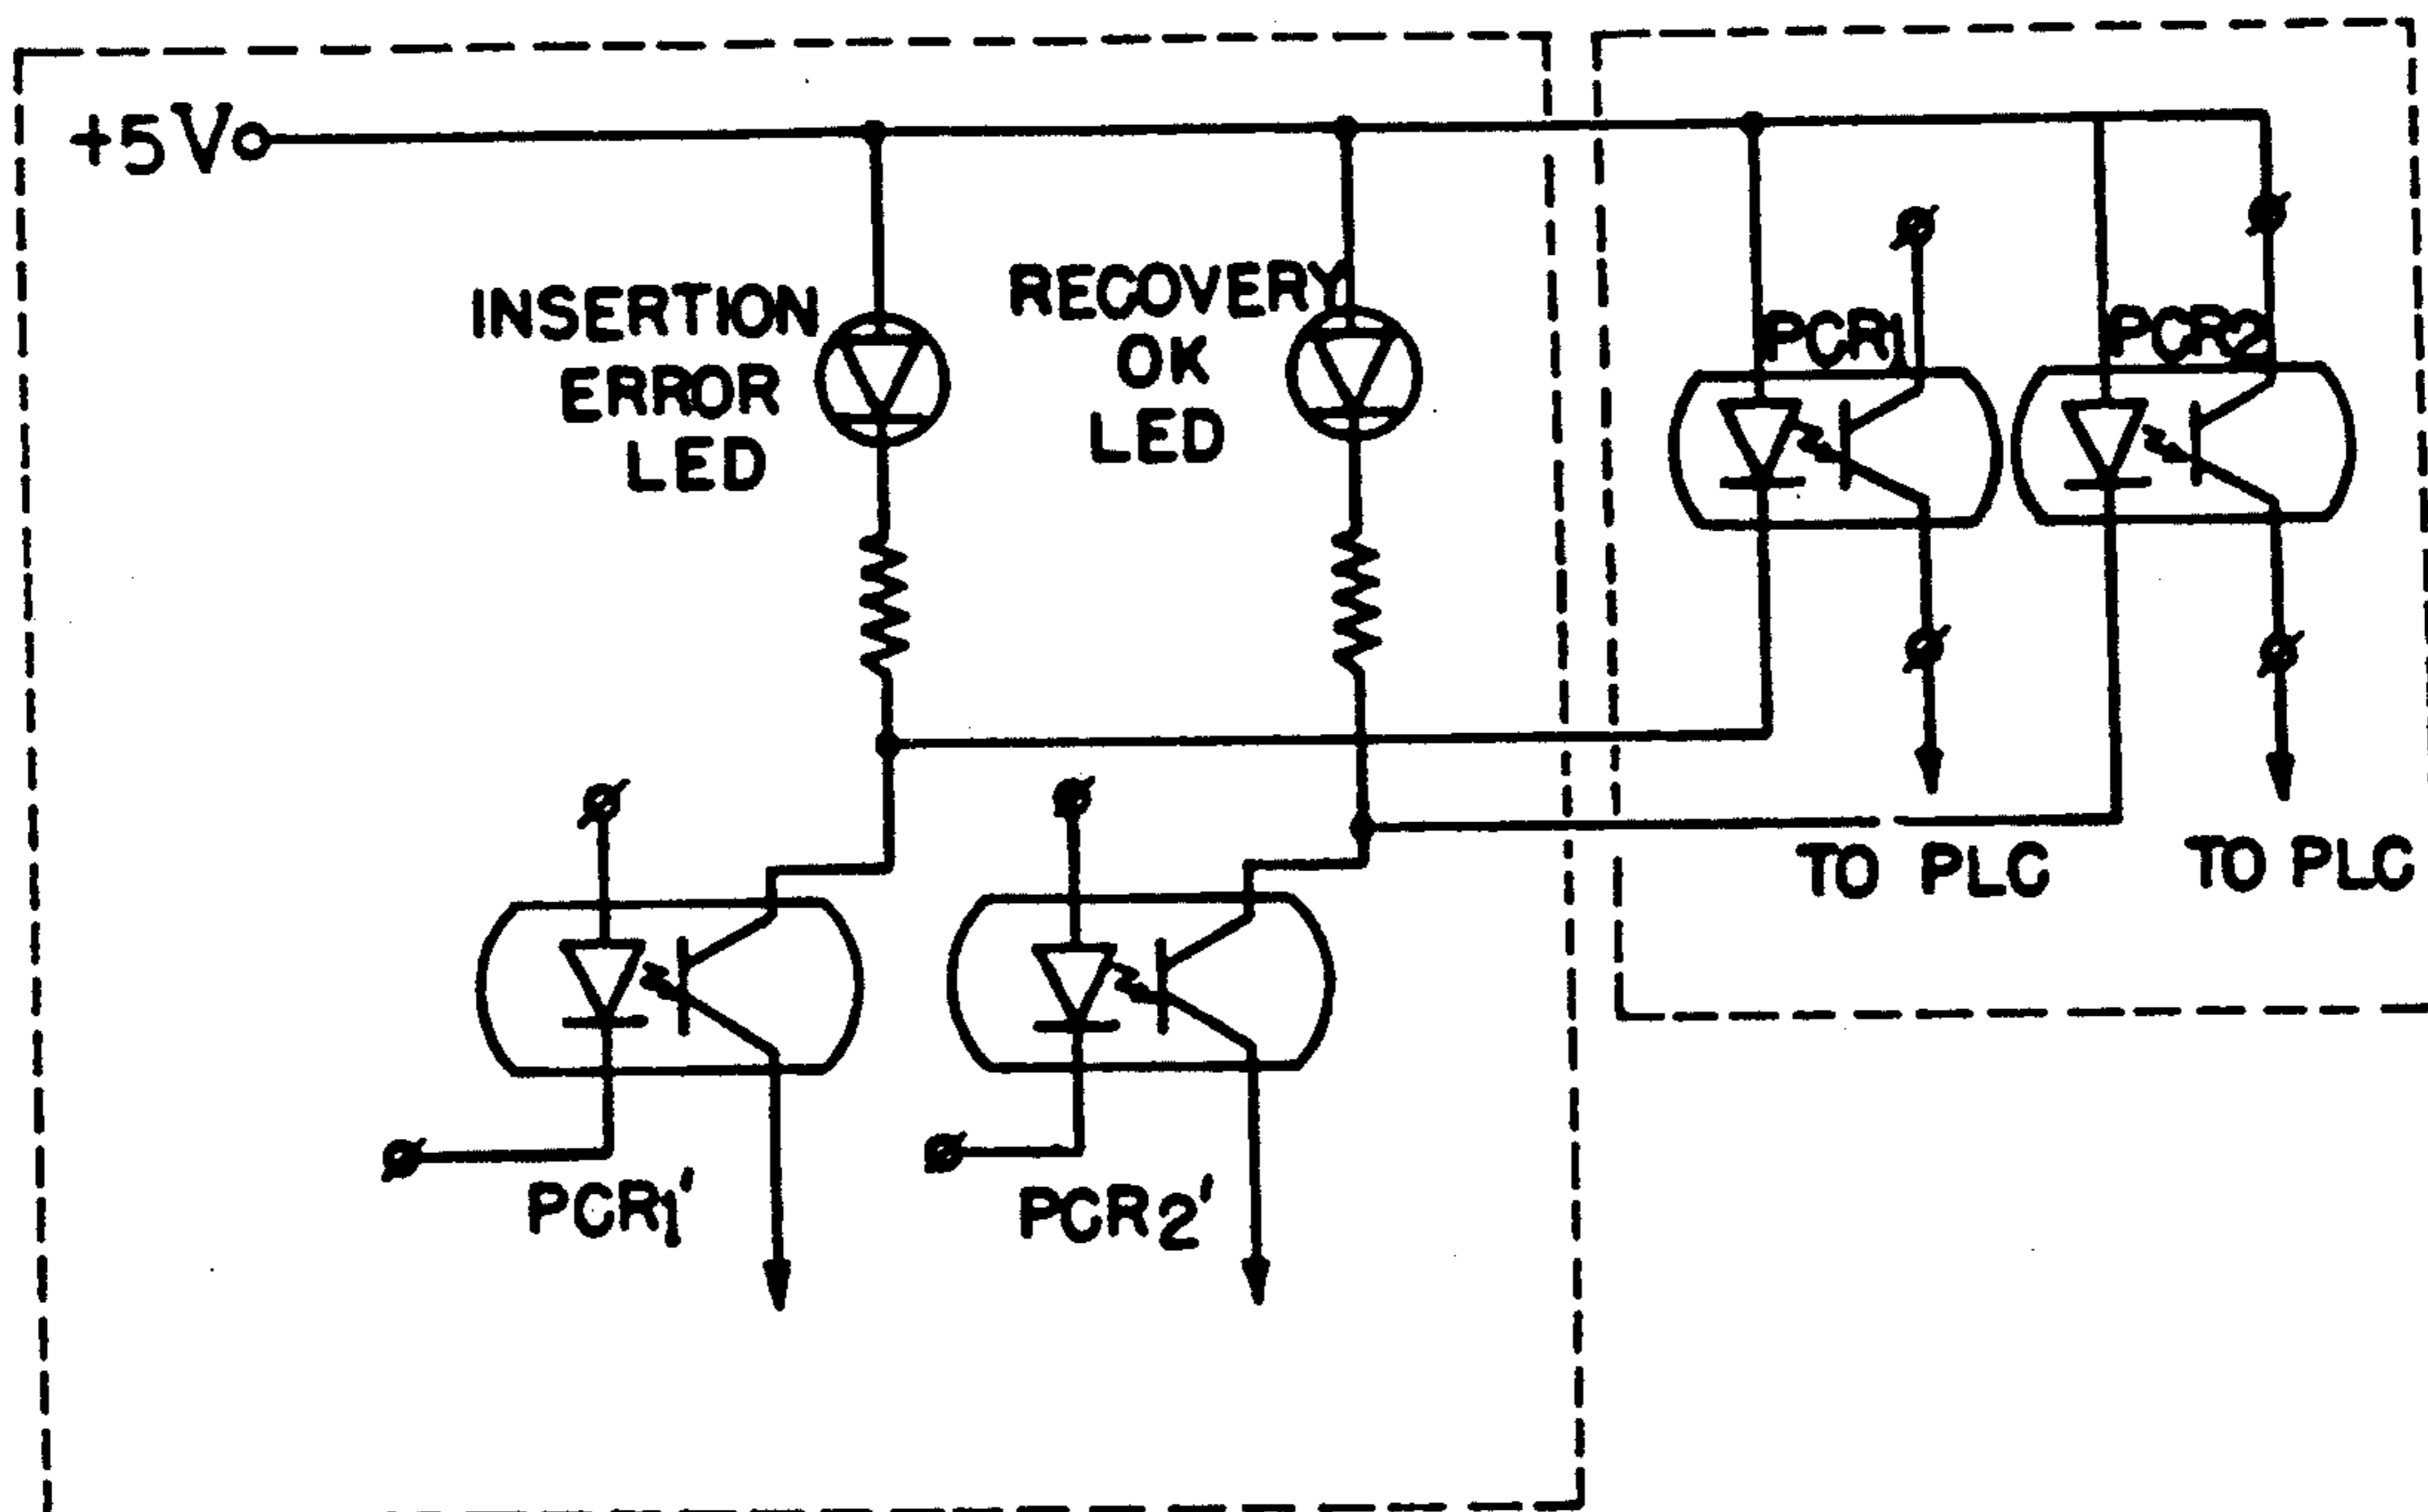 +5V
INSERTION
ERROR
LED
RECOVERY
OK
LED
PCR1
PCR2
TO PLC
TO PLC
PCR1'
PCR2'